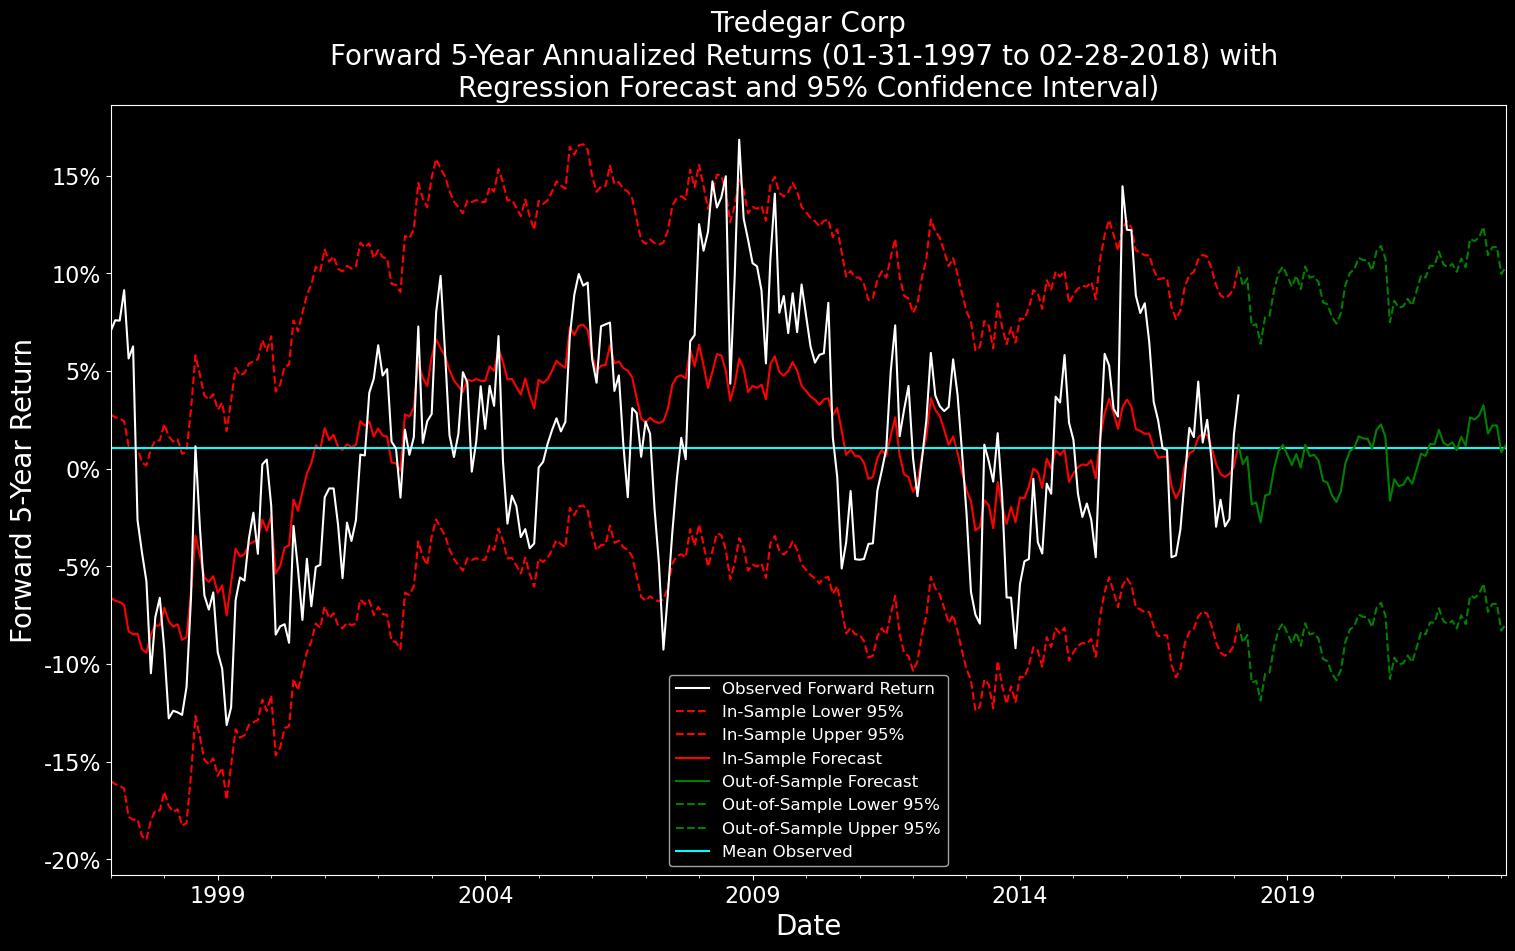 Tredegar Corp
Forward 5-Year Annualized Returns (01-31-1997 to 02-28-2018) with
Regression Forecast and 95% Confidence Interval)
Forward 5-Year Return
15%
10%
5%
0%
-5%
-10%
-15%
-20%
Observed Forward Return
In-Sample Lower 95%
In-Sample Upper 95%
In-Sample Forecast
Out-of-Sample Forecast
Out-of-Sample Lower 95%
Out-of-Sample Upper 95%
Mean Observed
1999 2004 2009 2014 2019
Date